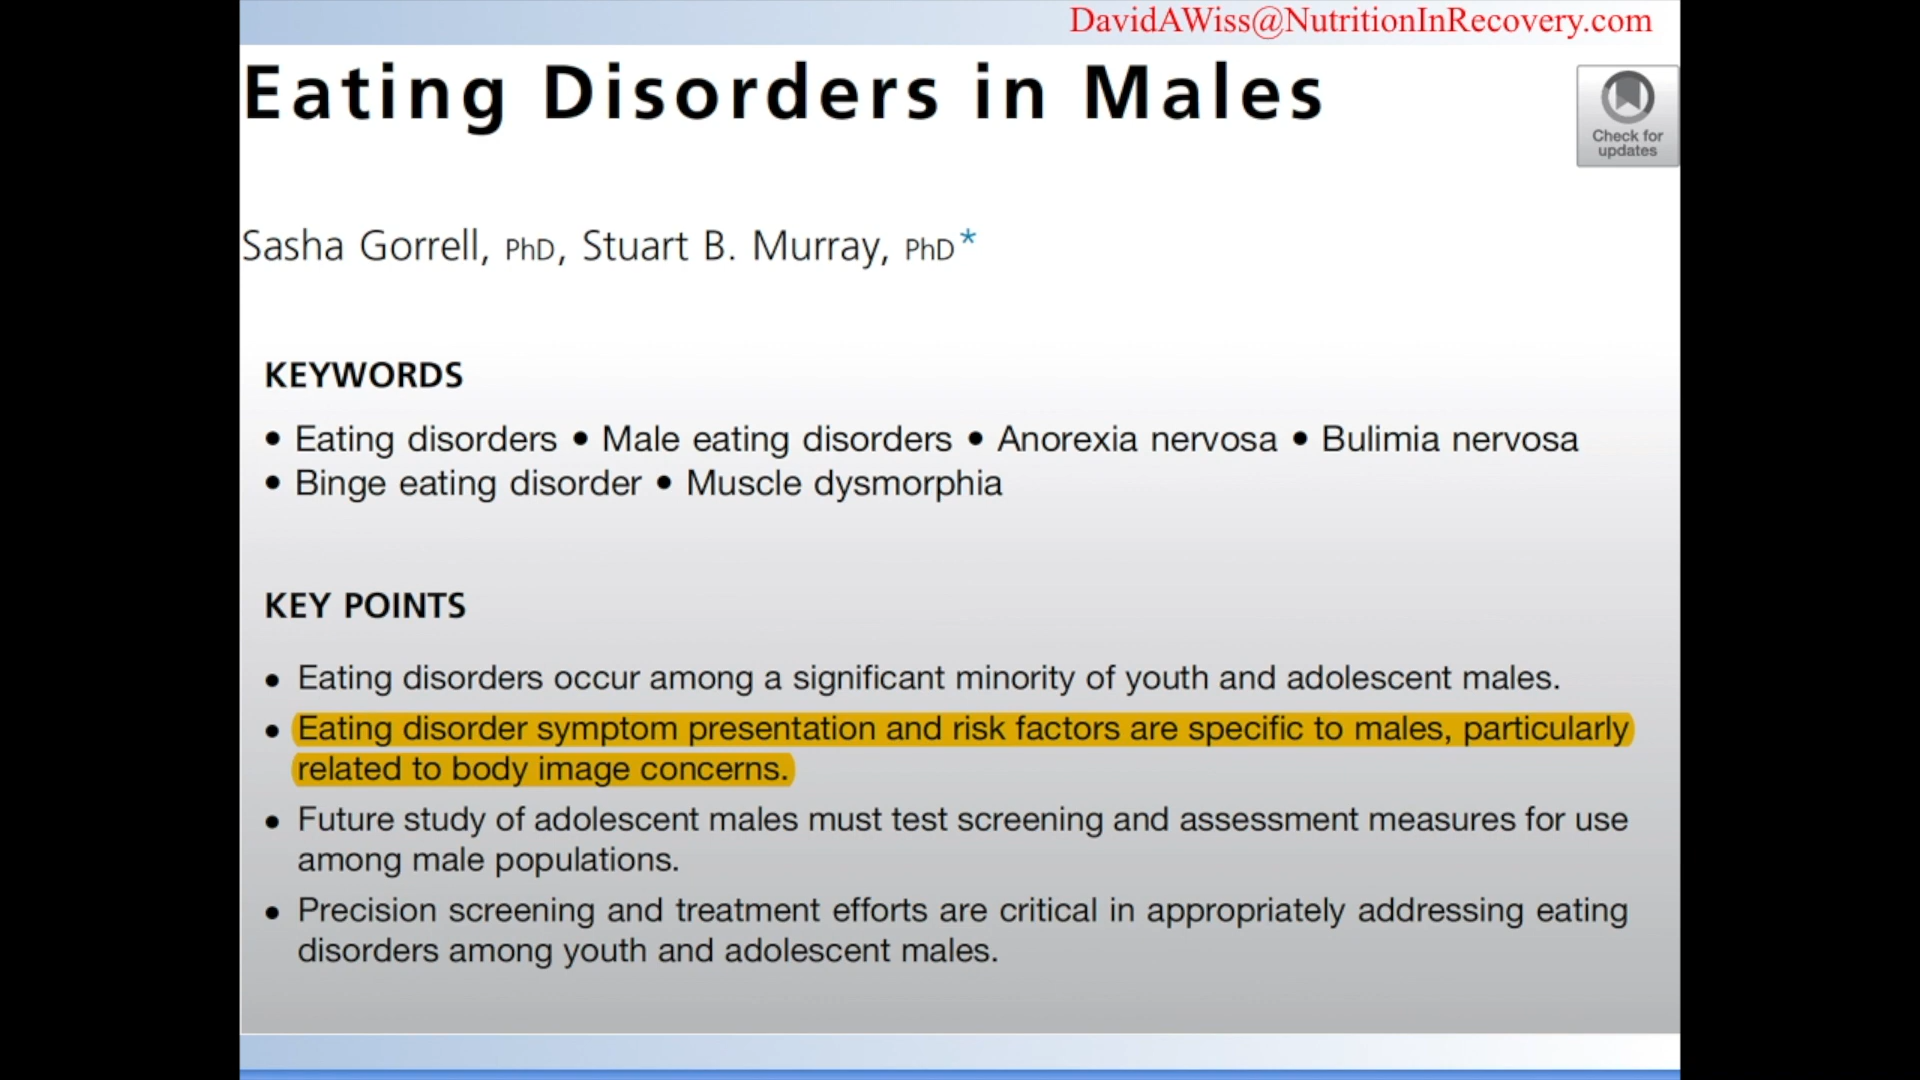 DavidAWiss@NutritionInRecovery.com
Eating Disorders in Males
Check for
updates
Sasha Gorrell, PhD, Stuart B. Murray, PhD*
KEYWORDS
• Eating disorders • Male eating disorders • Anorexia nervosa • Bulimia nervosa
• Binge eating disorder • Muscle dysmorphia
KEY POINTS
• Eating disorders occur among a significant minority of youth and adolescent males.
• Eating disorder symptom presentation and risk factors are specific to males, particularly
related to body image concerns.
• Future study of adolescent males must test screening and assessment measures for use
among male populations.
• Precision screening and treatment efforts are critical in appropriately addressing eating
disorders among youth and adolescent males.